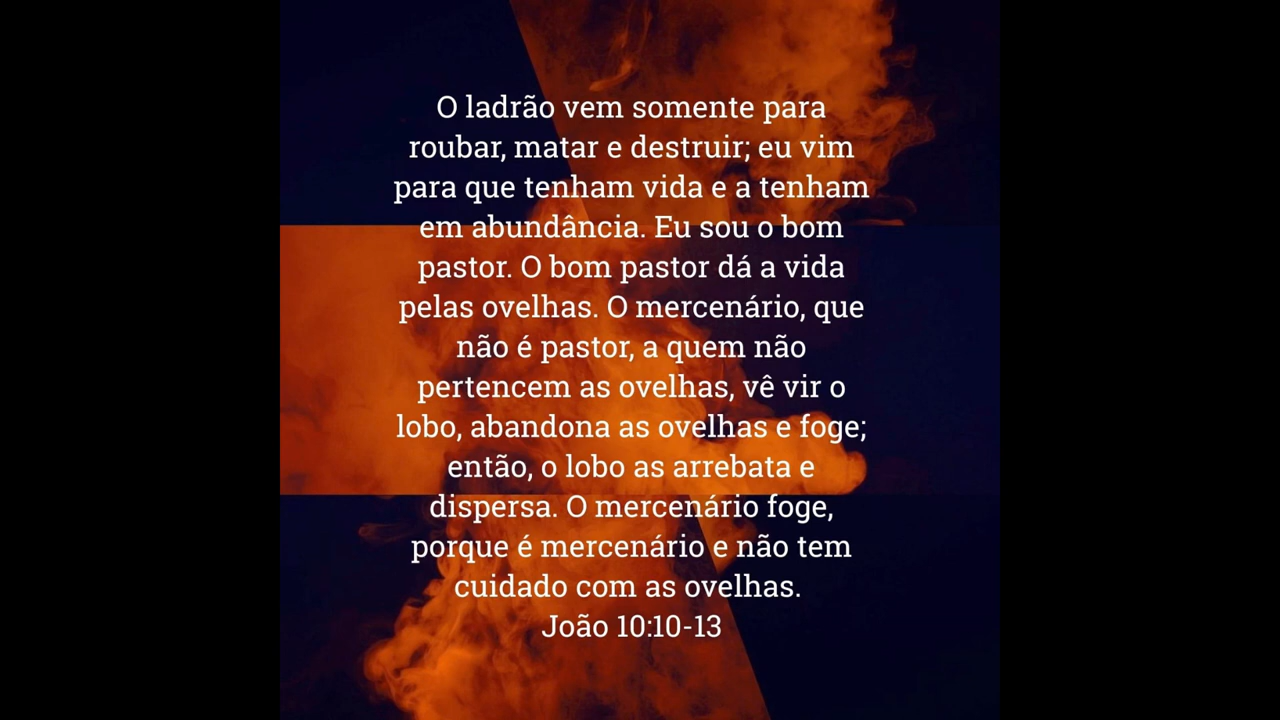 O ladrão vem somente para
roubar, matar e destruir; eu vim
para que tenham vida e a tenham
em abundância. Eu sou o bom
pastor. O bom pastor dá a vida
pelas ovelhas. O mercenário, que
não é pastor, a quem não
pertencem as ovelhas, vê vir o
lobo, abandona as ovelhas e foge;
então, o lobo as arrebata e
dispersa. O mercenário foge,
porque é mercenário e não tem
cuidado com as ovelhas.
João 10:10-13